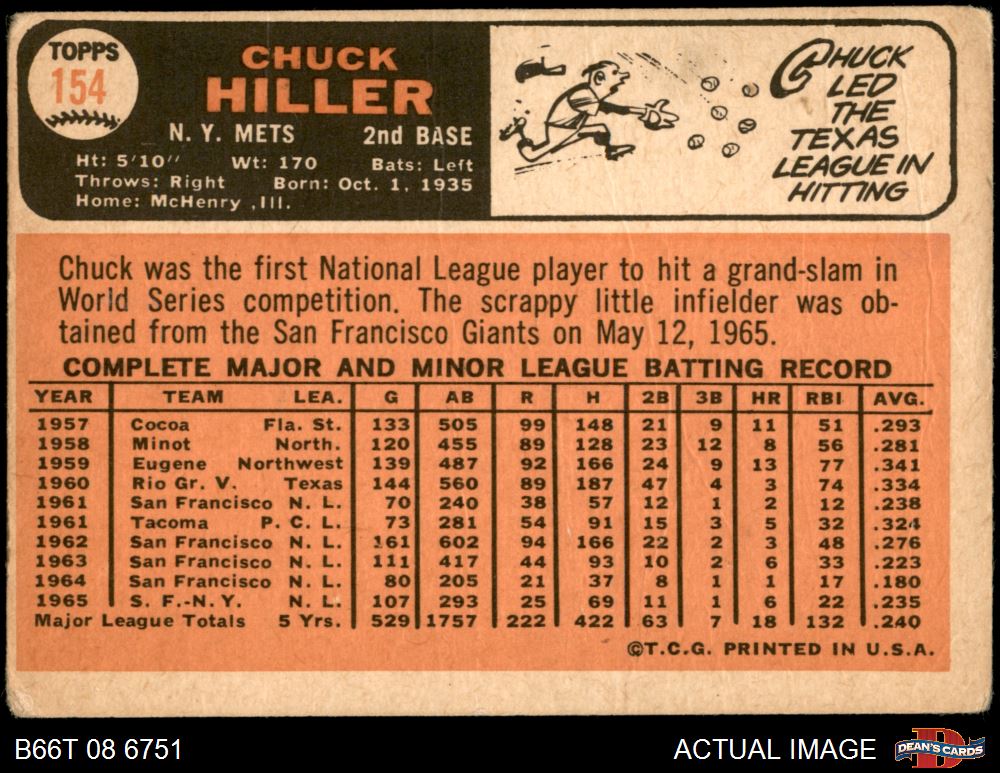 TOPPS
154
CHUCK
HILLER
N. Y. METS 2nd BASE
Ht: 5'10" Wt: 170 Bats: Left
Throws: Right Born: Oct. 1, 1935
Home: McHenry ,Ill.
CHUCK
LED
THE
TEXAS
LEAGUE IN
HITTING
Chuck was the first National League player to hit a grand-slam in
World Series competition. The scrappy little infielder was ob-
tained from the San Francisco Giants on May 12, 1965.
COMPLETE MAJOR AND MINOR LEAGUE BATTING RECORD
YEAR TEAM LEA. G AB R H 2B 3B HR RBI AVG.
1957 Cocoa Fla. St. 133 505 99 148 21 9 11 51 .293
1958 Minot North. 120 455 89 128 23 12 8 56 .281
1959 Eugene Northwest 139 487 92 166 24 9 13 77 .341
1960 Rio Gr. V. Texas 144 560 89 187 47 4 3 74 .334
1961 San Francisco N. L. 70 240 38 57 12 1 2 12 .238
1961 Tacoma P. C. L. 73 281 54 91 15 3 5 32 .324
1962 San Francisco N. L. 161 602 94 166 22 2 3 48 .276
1963 San Francisco N. L. 111 417 44 93 10 2 6 33 .223
1964 San Francisco N. L. 80 205 21 37 8 1 1 17 .180
1965 S. F.-N. Y. N. L. 107 293 25 69 11 1 6 22 .235
Major League Totals 5 Yrs. 529 1757 222 422 63 7 18 132 .240
©T.C.G. PRINTED IN U.S.A.
B66T 08 6751 ACTUAL IMAGE DEAN'S CARDS